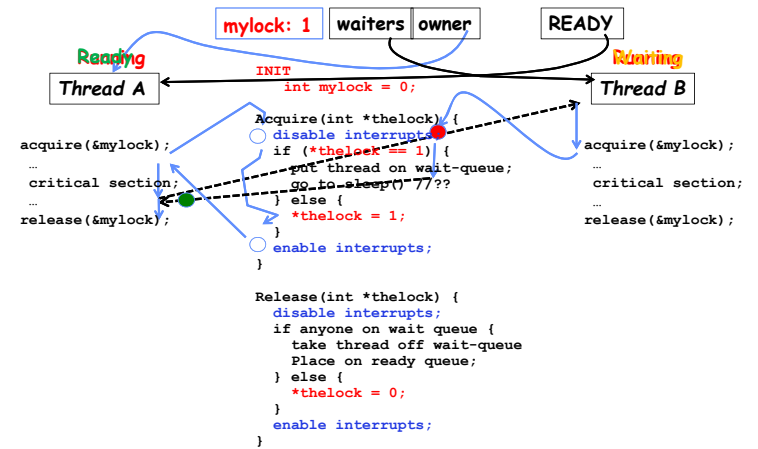 mylock: 1 waiters owner READY
Ready Running Waiting
Thread A Thread B
INIT
int mylock = 0;
Acquire(int *thelock) {
disable interrupts;
if (*thelock == 1) {
put thread on wait-queue;
go to sleep() //??
} else {
*thelock = 1;
}
enable interrupts;
}
acquire(&mylock);
…
critical section;
…
release(&mylock);
acquire(&mylock);
…
critical section;
…
release(&mylock);
Release(int *thelock) {
disable interrupts;
if anyone on wait queue {
take thread off wait-queue
Place on ready queue;
} else {
*thelock = 0;
}
enable interrupts;
}